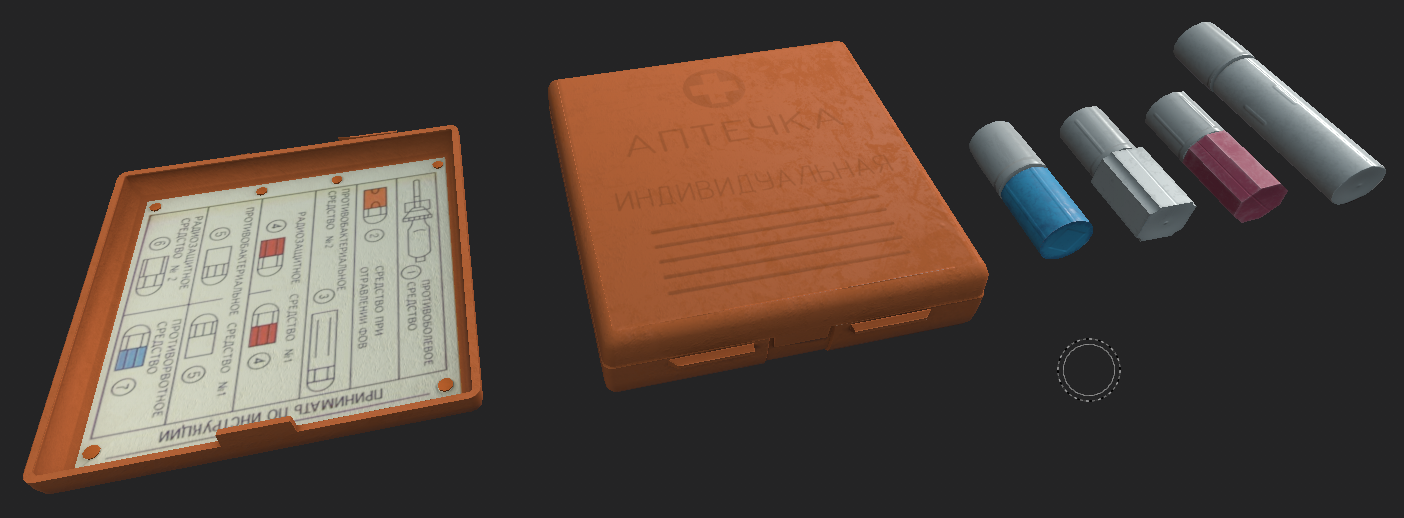 ПРИНИМАТЬ ПО ИНСТРУКЦИИ
ПРОТИВОБОЛЕВОЕ
СРЕДСТВО
1
СРЕДСТВО ПРИ
ОТРАВЛЕНИИ ФОВ
2
ПРОТИВОБАКТЕРИАЛЬНОЕ
СРЕДСТВО №2
3
РАДИОЗАЩИТНОЕ СРЕДСТВО №1
4
4
ПРОТИВОБАКТЕРИАЛЬНОЕ СРЕДСТВО №1
5
5
РАДИОЗАЩИТНОЕ
СРЕДСТВО № 2
6
ПРОТИВОРВОТНОЕ
СРЕДСТВО
7
АПТЕЧКА
ИНДИВИДУАЛЬНАЯ